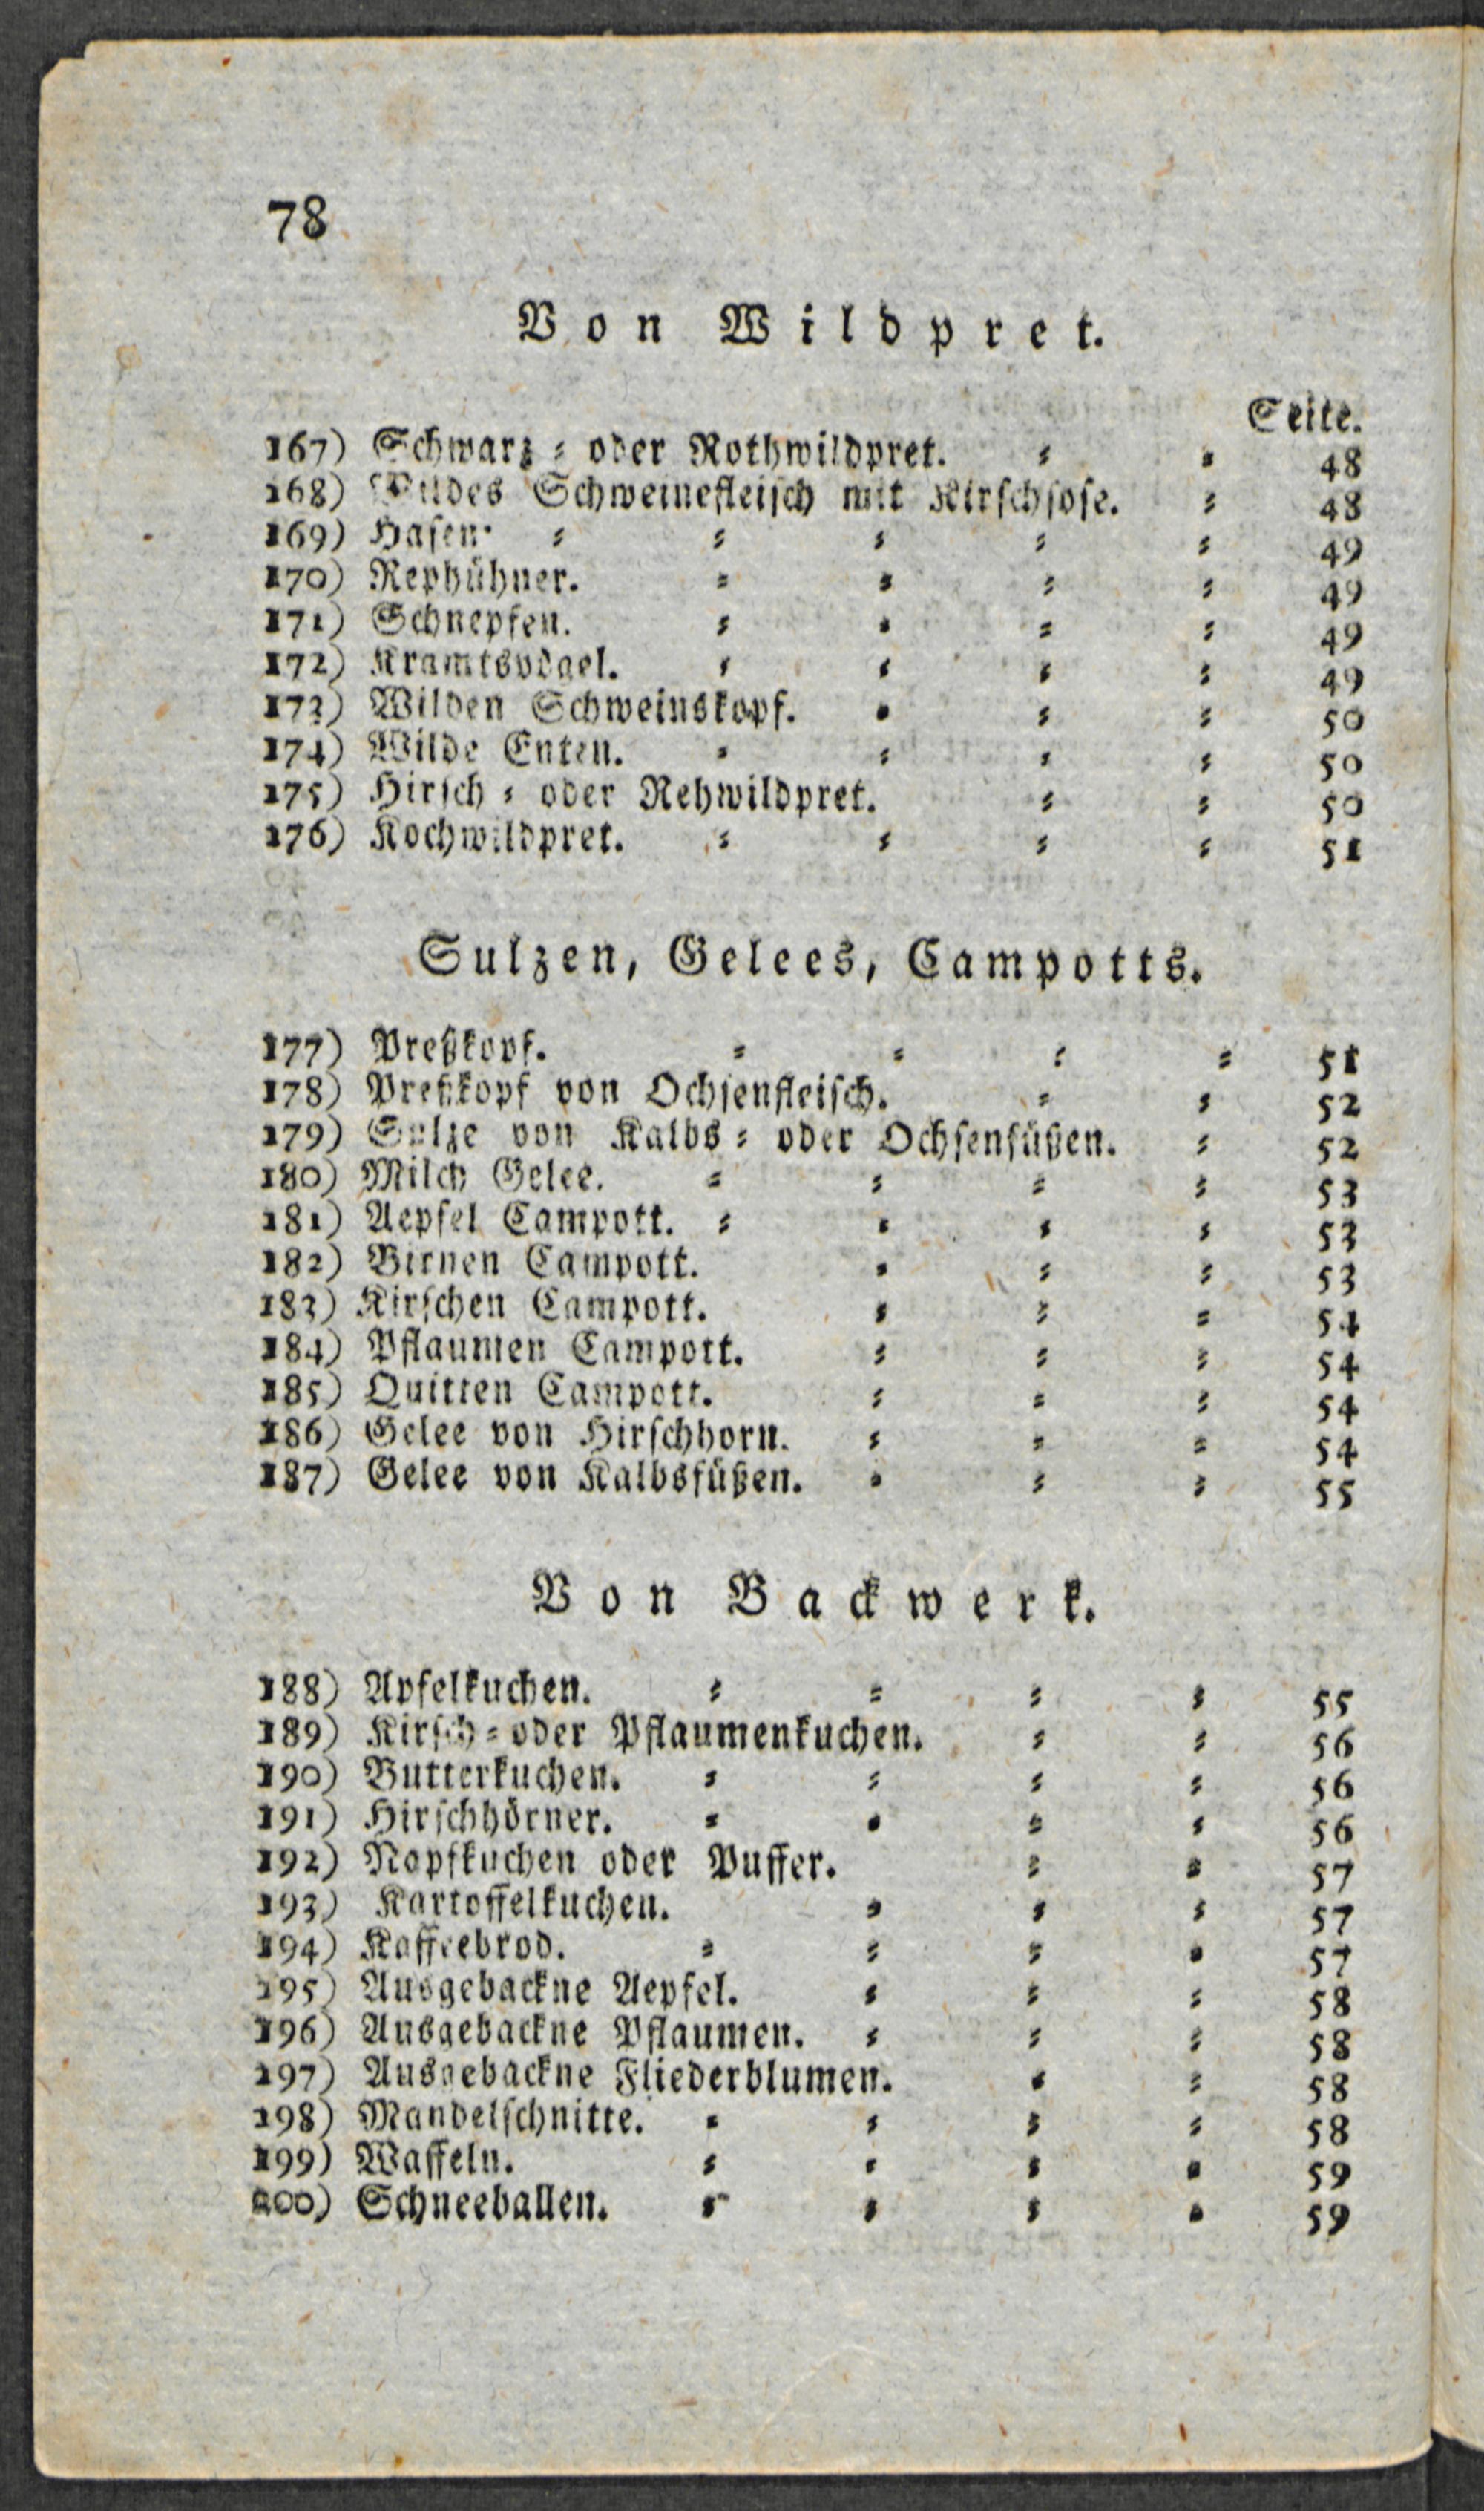 78
Von Wildpret.
Seite.
167) Schwarz ⸗ oder Rothwildpret. ⸗ ⸗ 48
168) Wildes Schweinefleisch mit Kirschsose. ⸗ 48
169) Hasen. ⸗ ⸗ ⸗ ⸗ ⸗ 49
170) Rephühner. ⸗ ⸗ ⸗ ⸗ 49
171) Schnepfen. ⸗ ⸗ ⸗ ⸗ 49
172) Kramtsvögel. ⸗ ⸗ ⸗ ⸗ 49
173) Wilden Schweinskopf. ⸗ ⸗ ⸗ 50
174) Wilde Enten. ⸗ ⸗ ⸗ ⸗ 50
175) Hirsch ⸗ oder Rehwildpret. ⸗ ⸗ 50
176) Kochwildpret. ⸗ ⸗ ⸗ ⸗ 51
Sulzen, Gelees, Campotts.
177) Preßkopf. ⸗ ⸗ ⸗ ⸗ 51
178) Preßkopf von Ochsenfleisch. ⸗ ⸗ 52
179) Sulze von Kalbs ⸗ oder Ochsenfüßen. ⸗ 52
180) Milch Gelee. ⸗ ⸗ ⸗ ⸗ 53
181) Aepfel Campott. ⸗ ⸗ ⸗ ⸗ 53
182) Birnen Campott. ⸗ ⸗ ⸗ 53
183) Kirschen Campott. ⸗ ⸗ ⸗ 54
184) Pflaumen Campott. ⸗ ⸗ ⸗ 54
185) Quitten Campott. ⸗ ⸗ ⸗ 54
186) Gelee von Hirschhorn. ⸗ ⸗ ⸗ 54
187) Gelee von Kalbsfüßen. ⸗ ⸗ ⸗ 55
Von Backwerk.
188) Apfelkuchen. ⸗ ⸗ ⸗ ⸗ 55
189) Kirsch⸗oder Pflaumenkuchen. ⸗ ⸗ 56
190) Butterkuchen. ⸗ ⸗ ⸗ ⸗ 56
191) Hirschhörner. ⸗ ⸗ ⸗ ⸗ 56
192) Napfkuchen oder Puffer. ⸗ ⸗ 57
193) Kartoffelkuchen. ⸗ ⸗ ⸗ 57
194) Kaffeebrod. ⸗ ⸗ ⸗ ⸗ 57
195) Ausgebackne Aepfel. ⸗ ⸗ ⸗ 58
196) Ausgebackne Pflaumen. ⸗ ⸗ ⸗ 58
197) Ausgebackne Fliederblumen. ⸗ ⸗ 58
198) Mandelschnitte. ⸗ ⸗ ⸗ ⸗ 58
199) Waffeln. ⸗ ⸗ ⸗ ⸗ 59
200) Schneeballen. ⸗ ⸗ ⸗ ⸗ 59